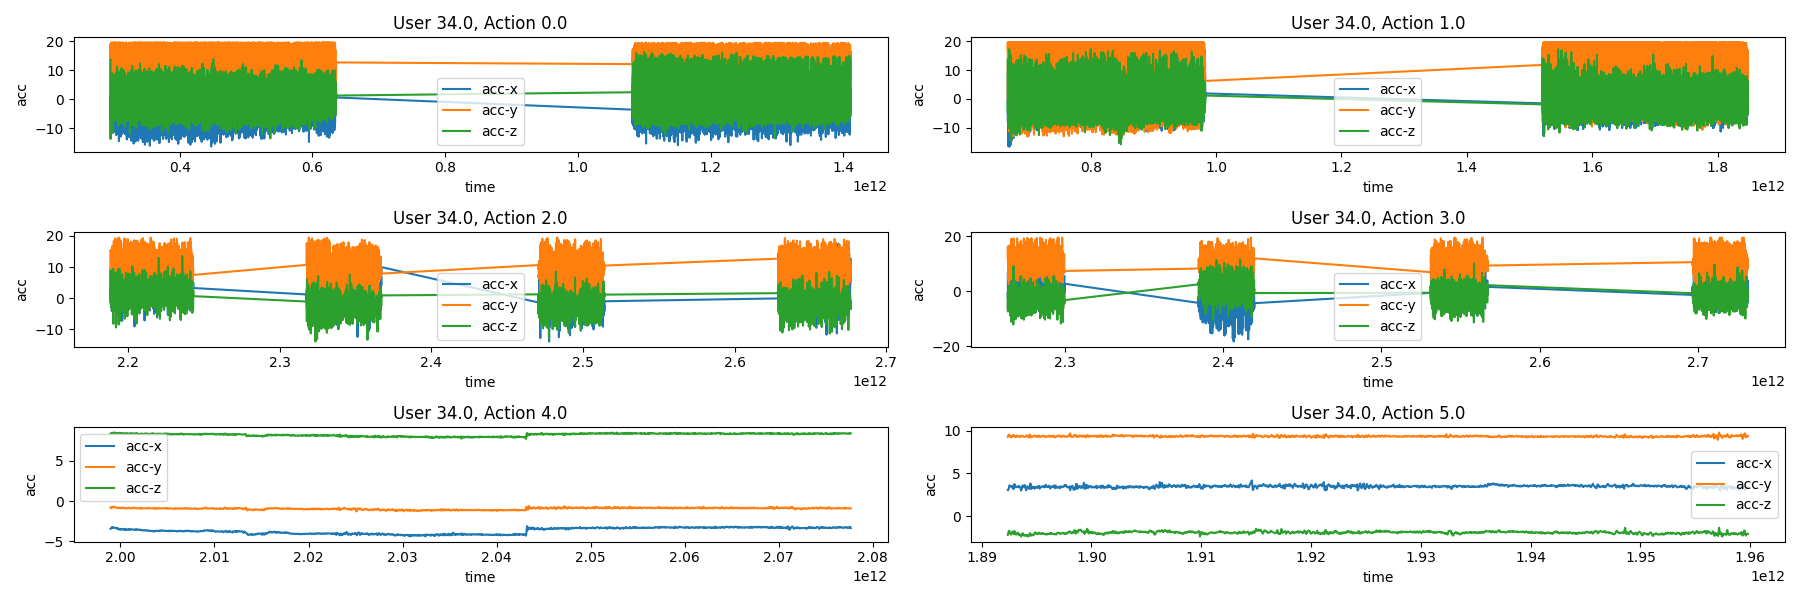 User 34.0, Action 0.0
20
10
0
−10
acc
acc-x
acc-y
acc-z
0.4 0.6 0.8 1.0 1.2 1.4
time
1e12
User 34.0, Action 1.0
20
10
0
−10
acc
acc-x
acc-y
acc-z
0.8 1.0 1.2 1.4 1.6 1.8
time
1e12
User 34.0, Action 2.0
20
10
0
−10
acc
acc-x
acc-y
acc-z
2.2 2.3 2.4 2.5 2.6 2.7
time
1e12
User 34.0, Action 3.0
20
0
−20
acc
acc-x
acc-y
acc-z
2.3 2.4 2.5 2.6 2.7
time
1e12
User 34.0, Action 4.0
5
0
−5
acc
acc-x
acc-y
acc-z
2.00 2.01 2.02 2.03 2.04 2.05 2.06 2.07 2.08
time
1e12
User 34.0, Action 5.0
10
5
0
acc
acc-x
acc-y
acc-z
1.89 1.90 1.91 1.92 1.93 1.94 1.95 1.96
time
1e12